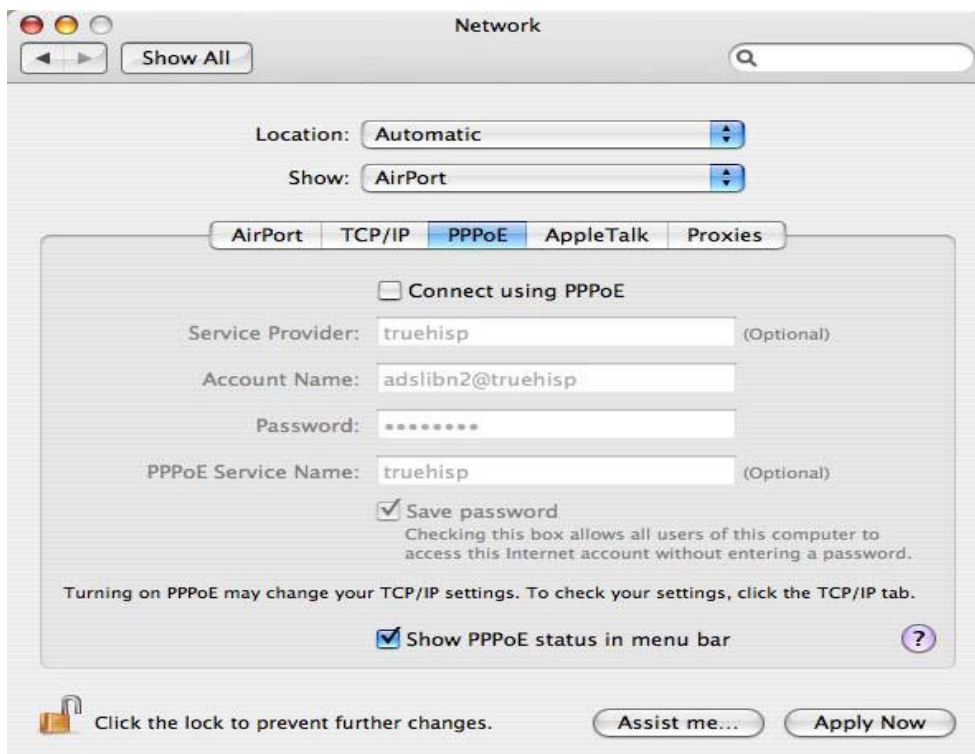 Network
Show All
Location: Automatic
Show: AirPort
AirPort TCP/IP PPPoE AppleTalk Proxies
Connect using PPPoE
Service Provider: truehisp (Optional)
Account Name: adslibn2@truehisp
Password: ••••••••
PPPoE Service Name: truehisp (Optional)
Save password
Checking this box allows all users of this computer to
access this Internet account without entering a password.
Turning on PPPoE may change your TCP/IP settings. To check your settings, click the TCP/IP tab.
Show PPPoE status in menu bar ?
Click the lock to prevent further changes. Assist me... Apply Now